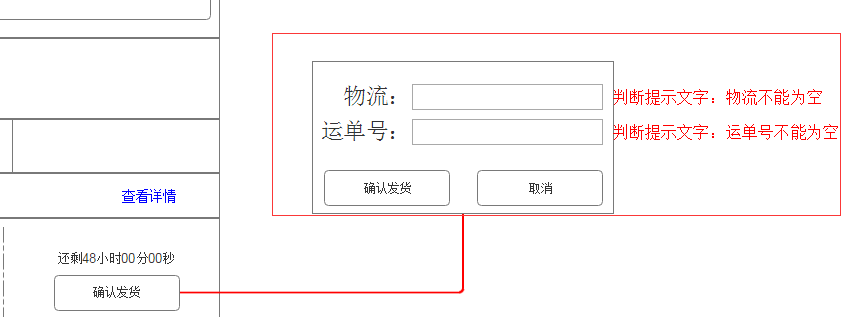 物流： 判断提示文字：物流不能为空
运单号： 判断提示文字：运单号不能为空
确认发货 取消
查看详情
还剩48小时00分00秒
确认发货